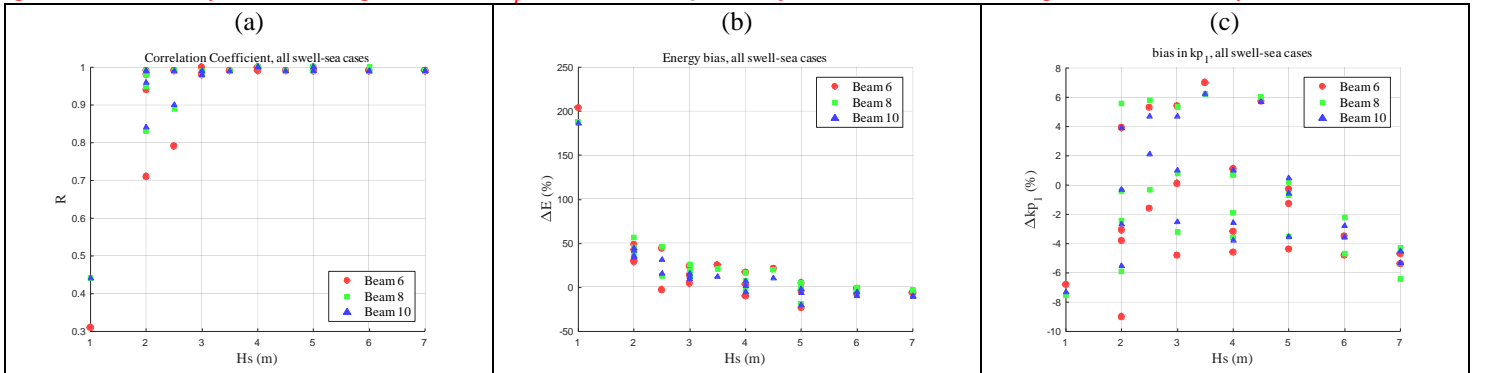 (a)
Correlation Coefficient, all swell-sea cases
1
0.9
0.8
0.7
0.6
0.5
0.4
0.3
R
1 2 3 4 5 6 7
Hs (m)
Beam 6
Beam 8
Beam 10
(b)
Energy bias, all swell-sea cases
250
200
150
100
50
0
-50
ΔE (%)
1 2 3 4 5 6 7
Hs (m)
Beam 6
Beam 8
Beam 10
(c)
bias in kp₁, all swell-sea cases
8
6
4
2
0
-2
-4
-6
-8
-10
Δkp₁ (%)
1 2 3 4 5 6 7
Hs (m)
Beam 6
Beam 8
Beam 10